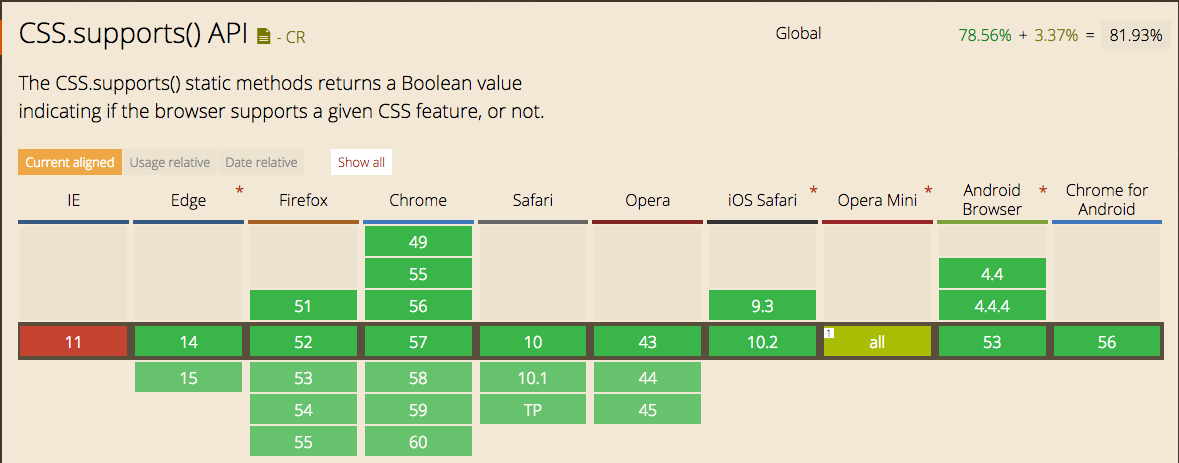 CSS.supports() API - CR
Global
78.56% + 3.37% = 81.93%
The CSS.supports() static methods returns a Boolean value
indicating if the browser supports a given CSS feature, or not.
Current aligned Usage relative Date relative Show all
IE Edge * Firefox Chrome Safari Opera iOS Safari * Opera Mini * Android Browser * Chrome for Android
49
55 4.4
51 56 9.3 4.4.4
11 14 52 57 10 43 10.2 1 all 53 56
15 53 58 10.1 44
54 59 TP 45
55 60